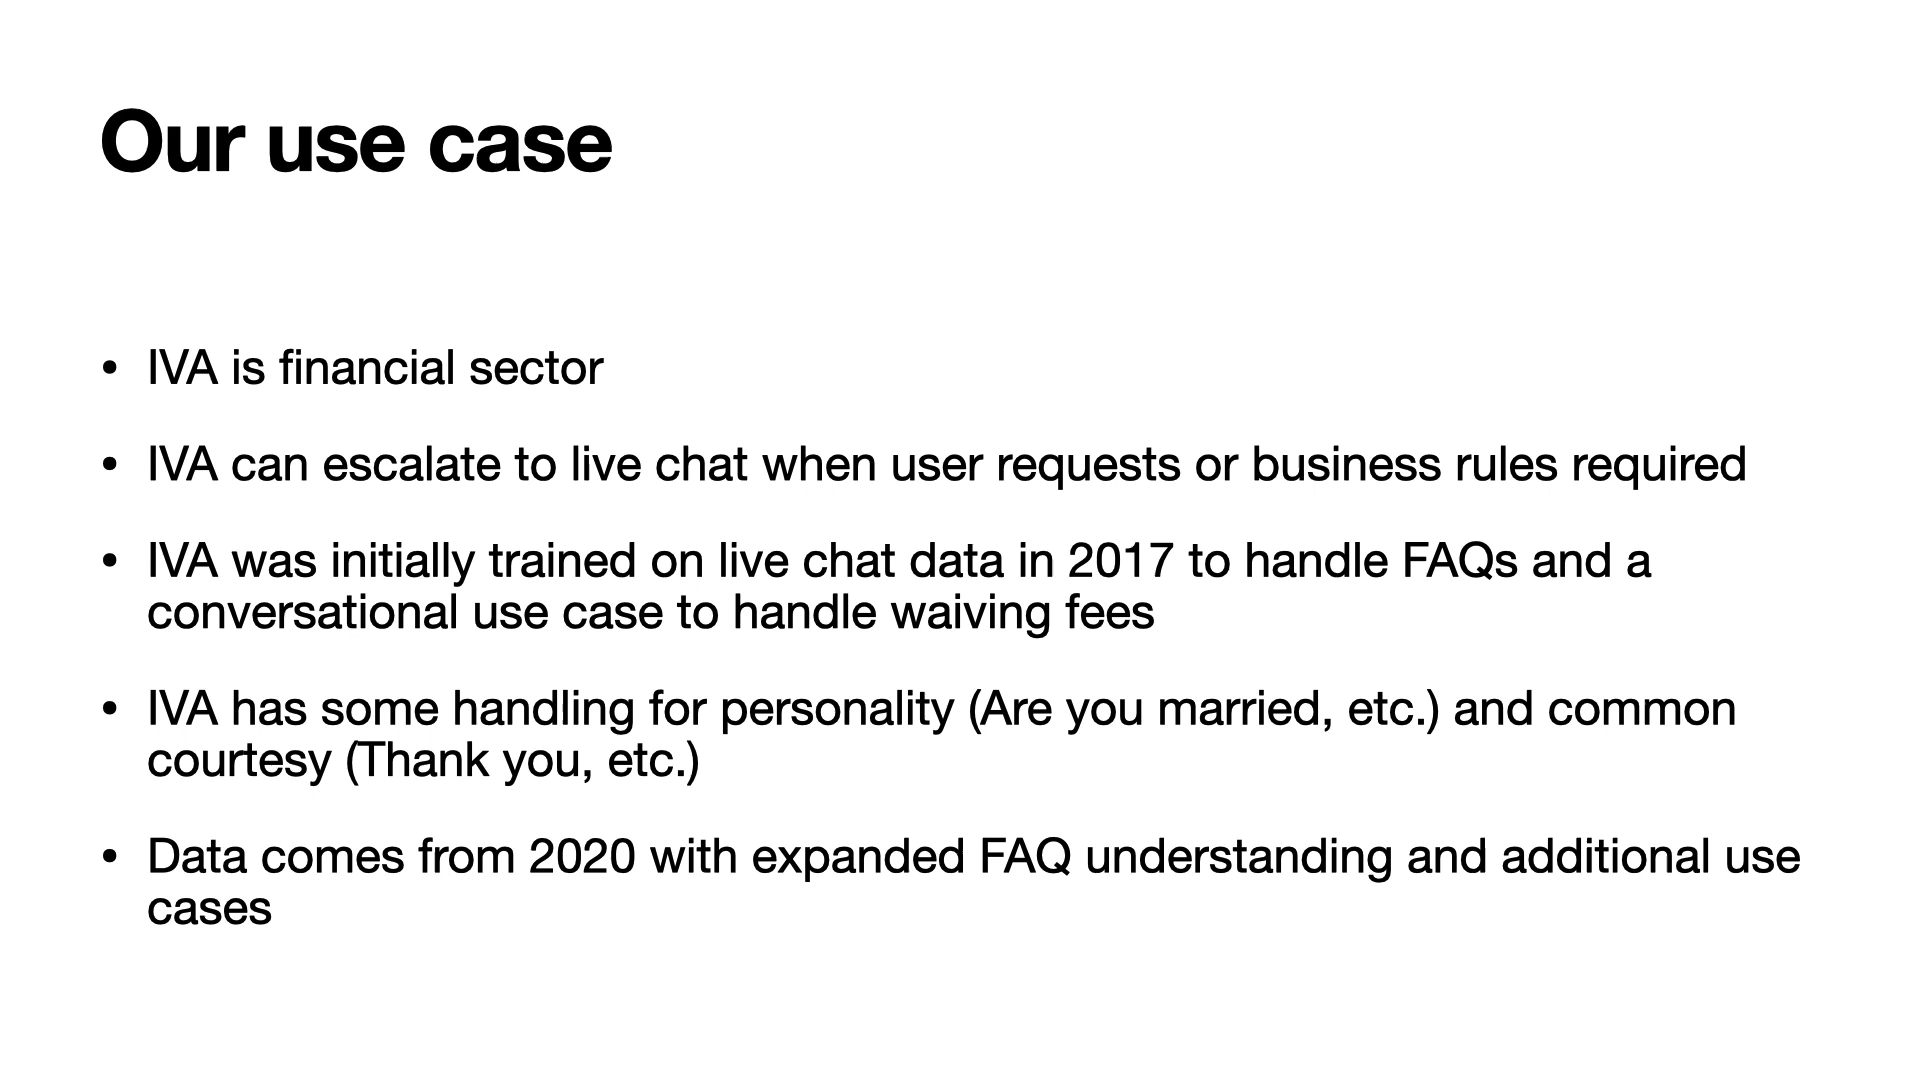 Our use case
• IVA is financial sector
• IVA can escalate to live chat when user requests or business rules required
• IVA was initially trained on live chat data in 2017 to handle FAQs and a
conversational use case to handle waiving fees
• IVA has some handling for personality (Are you married, etc.) and common
courtesy (Thank you, etc.)
• Data comes from 2020 with expanded FAQ understanding and additional use
cases